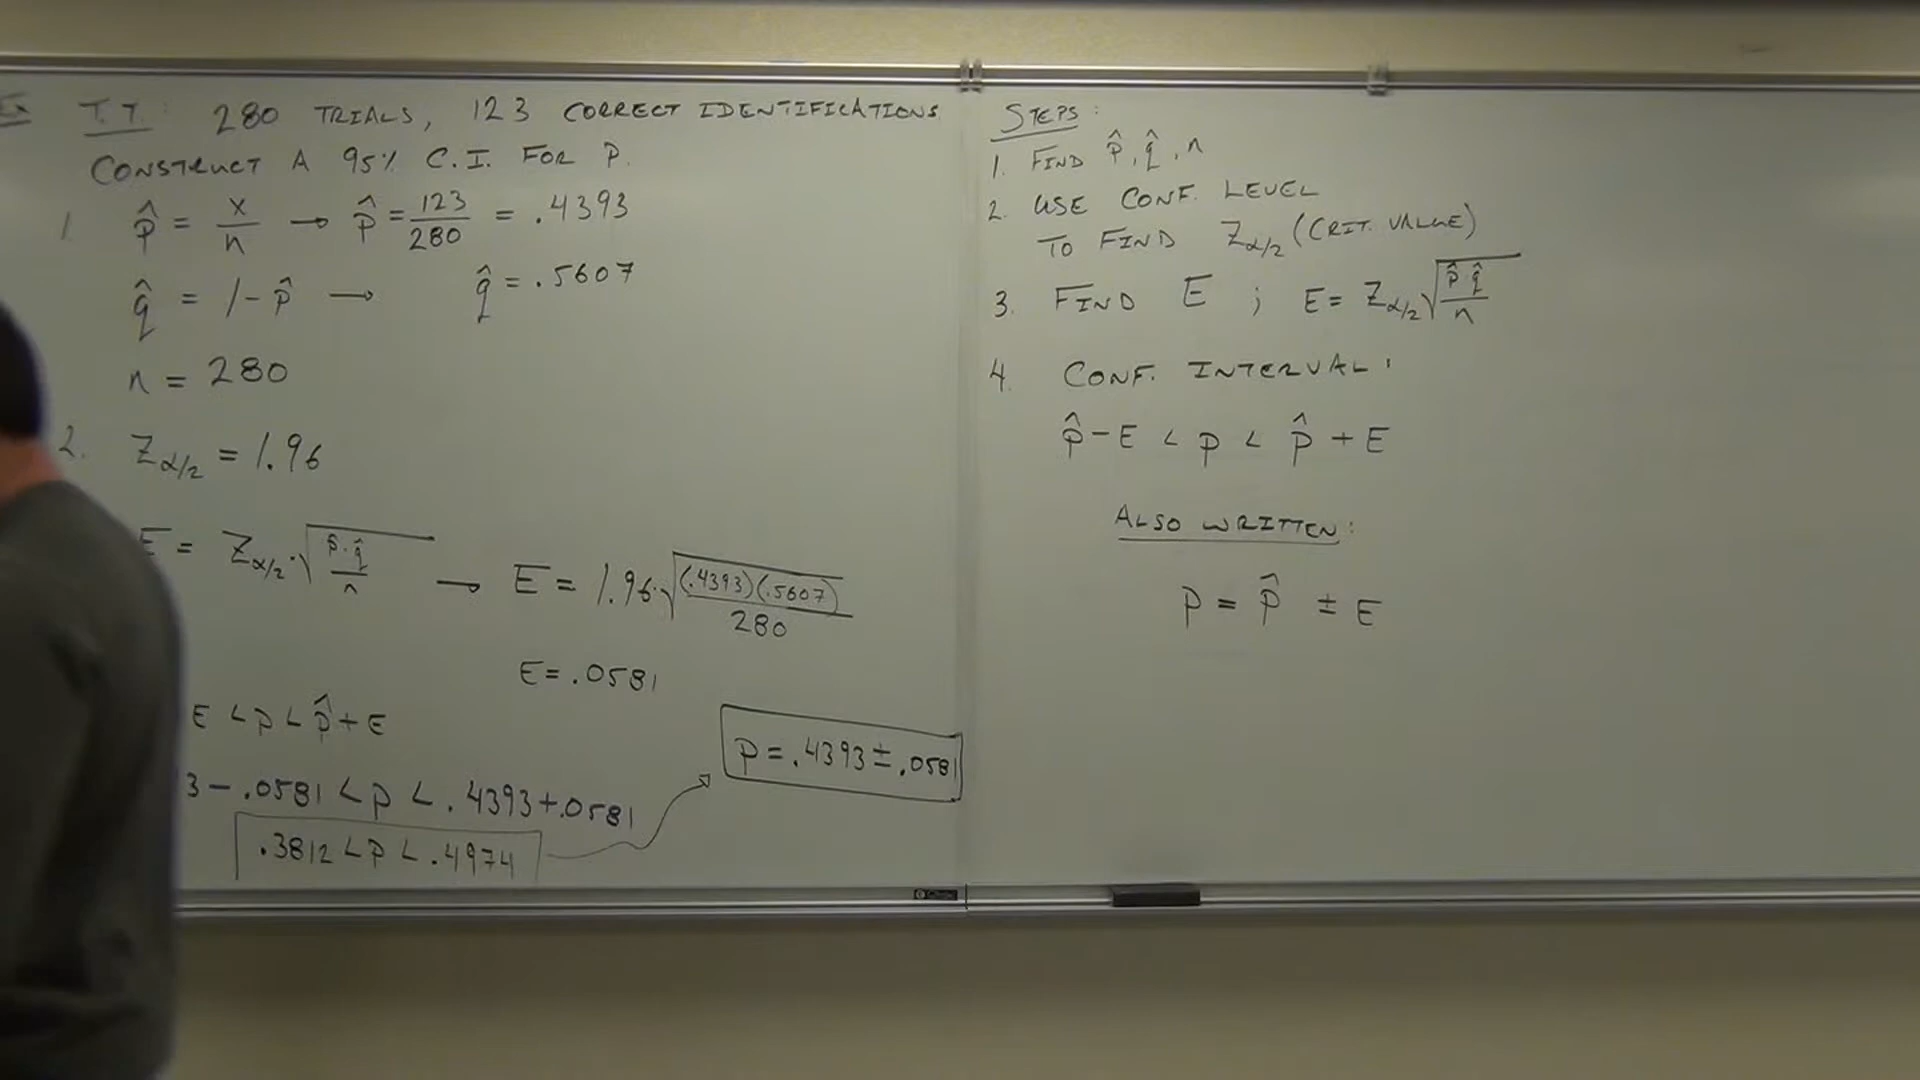 Ex T.T: 280 TRIALS, 123 CORRECT IDENTIFICATIONS.
CONSTRUCT A 95% C.I. FOR P.
1 p̂ = x/n → p̂ = 123/280 = .4393
q̂ = 1 - p̂ → q̂ = .5607
n = 280
2. Zα/2 = 1.96
E = Zα/2 · √(p̂·q̂/n) → E = 1.96·√((.4393)(.5607)/280)
E = .0581
E < p < p̂ + E
3 - .0581 < p < .4393 + .0581
.3812 < p < .4974
p = .4393 ± .0581
STEPS:
1. FIND p̂, q̂, n
2. USE CONF. LEVEL
TO FIND Zα/2 (CRIT. VALUE)
3. FIND E ; E = Zα/2 √(p̂·q̂/n)
4. CONF. INTERVAL:
p̂ - E < p < p̂ + E
ALSO WRITTEN:
p = p̂ ± E